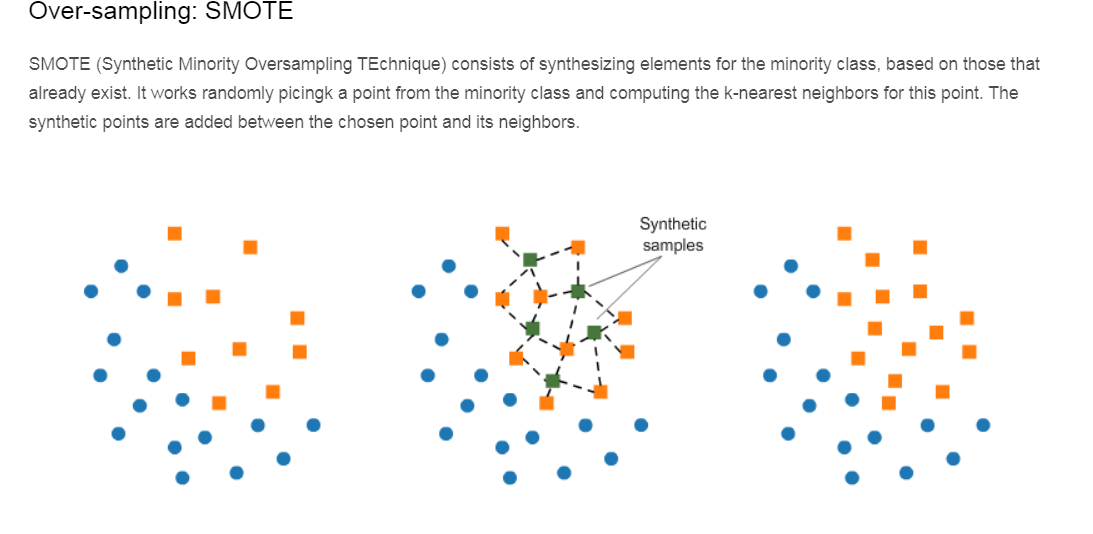 Over-sampling: SMOTE
SMOTE (Synthetic Minority Oversampling TEchnique) consists of synthesizing elements for the minority class, based on those that
already exist. It works randomly picingk a point from the minority class and computing the k-nearest neighbors for this point. The
synthetic points are added between the chosen point and its neighbors.
Synthetic
samples